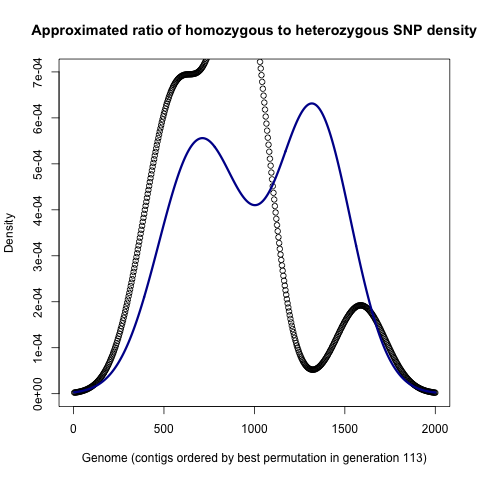 Approximated ratio of homozygous to heterozygous SNP density
7e-04
6e-04
5e-04
4e-04
3e-04
2e-04
1e-04
0e+00
Density
0 500 1000 1500 2000
Genome (contigs ordered by best permutation in generation 113)